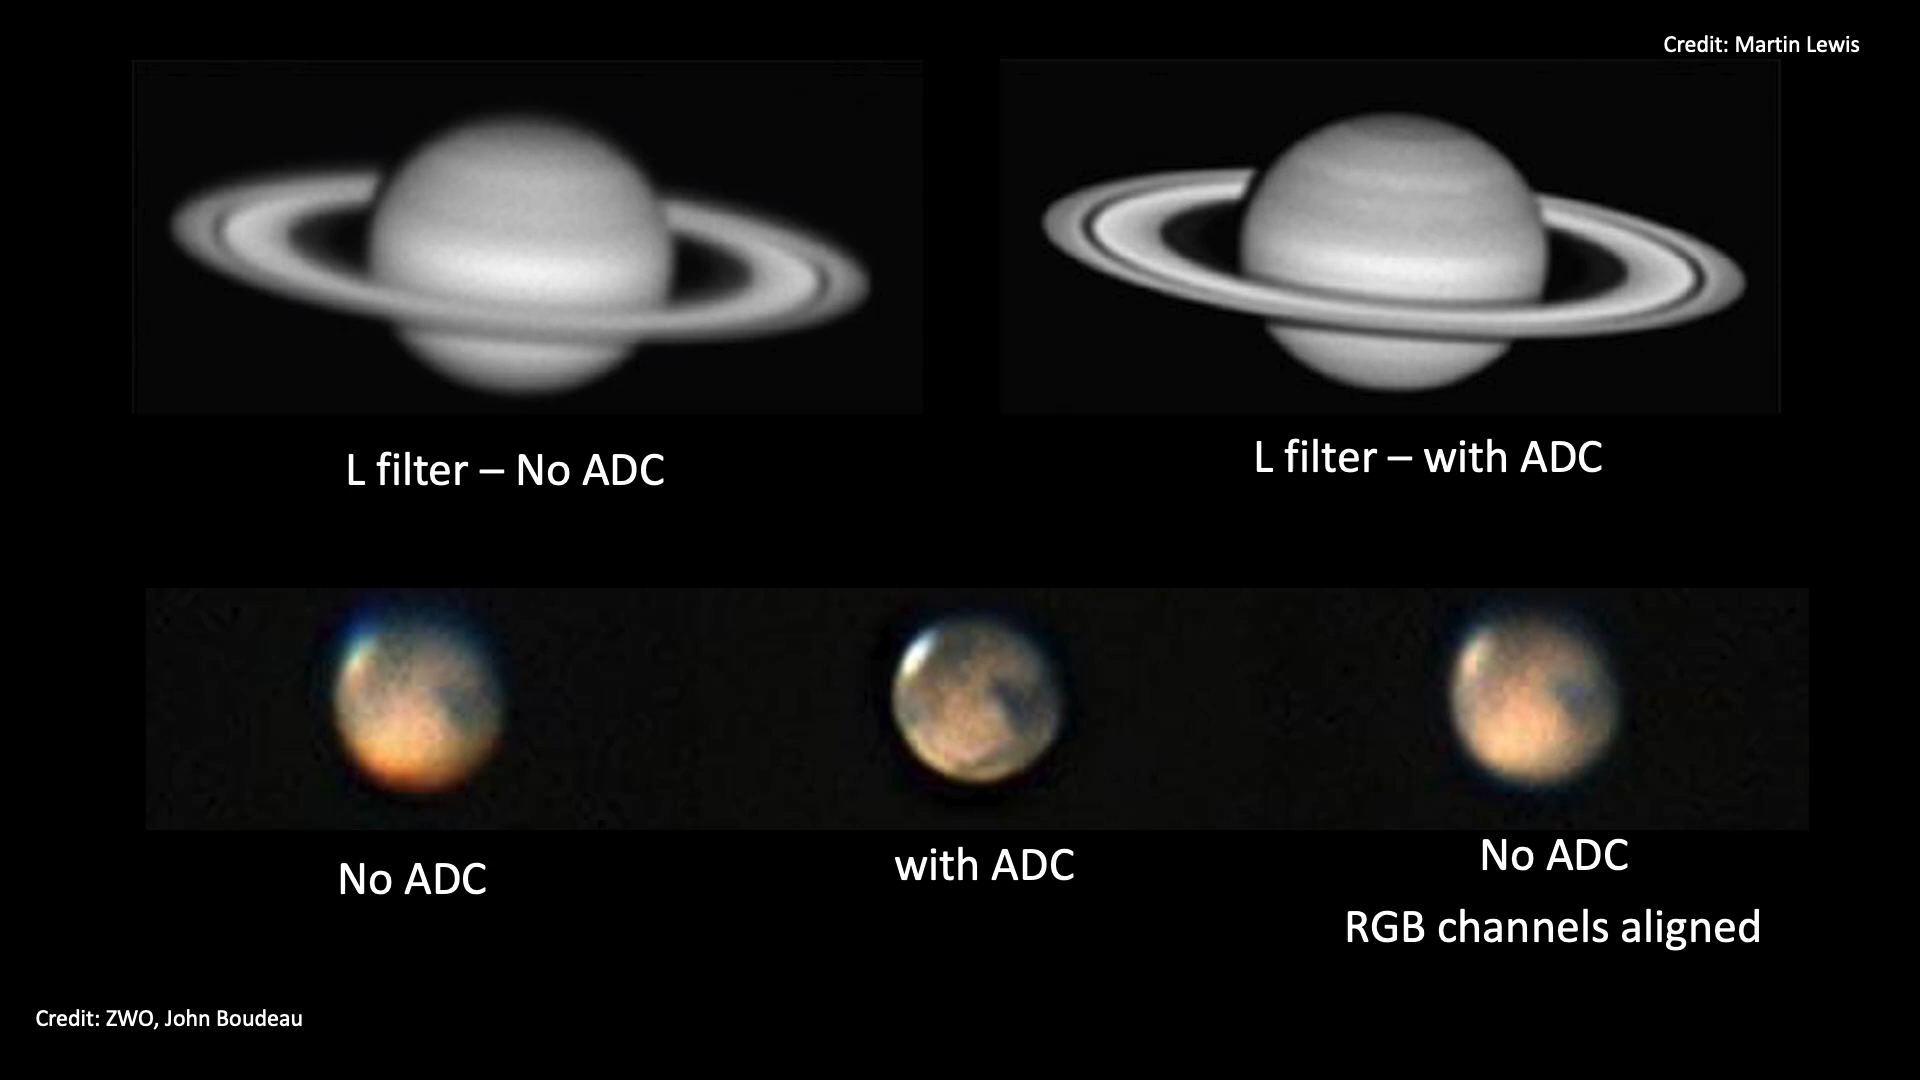 Credit: Martin Lewis
L filter – No ADC
L filter – with ADC
No ADC
with ADC
No ADC
RGB channels aligned
Credit: ZWO, John Boudeau